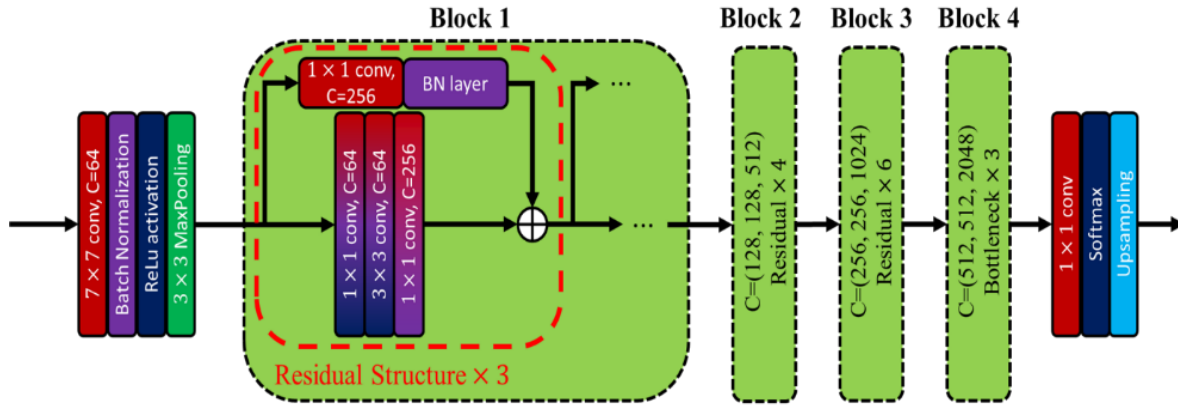 Block 1
Block 2
Block 3
Block 4
7 × 7 conv, C=64
Batch Normalization
ReLu activation
3 × 3 MaxPooling
1 × 1 conv,
C=256
BN layer
...
1 × 1 conv, C=64
3 × 3 conv, C=64
1 × 1 conv, C=256
...
Residual Structure × 3
C=(128, 128, 512)
Residual × 4
C=(256, 256, 1024)
Residual × 6
C=(512, 512, 2048)
Bottleneck × 3
1 × 1 conv
Softmax
Upsampling